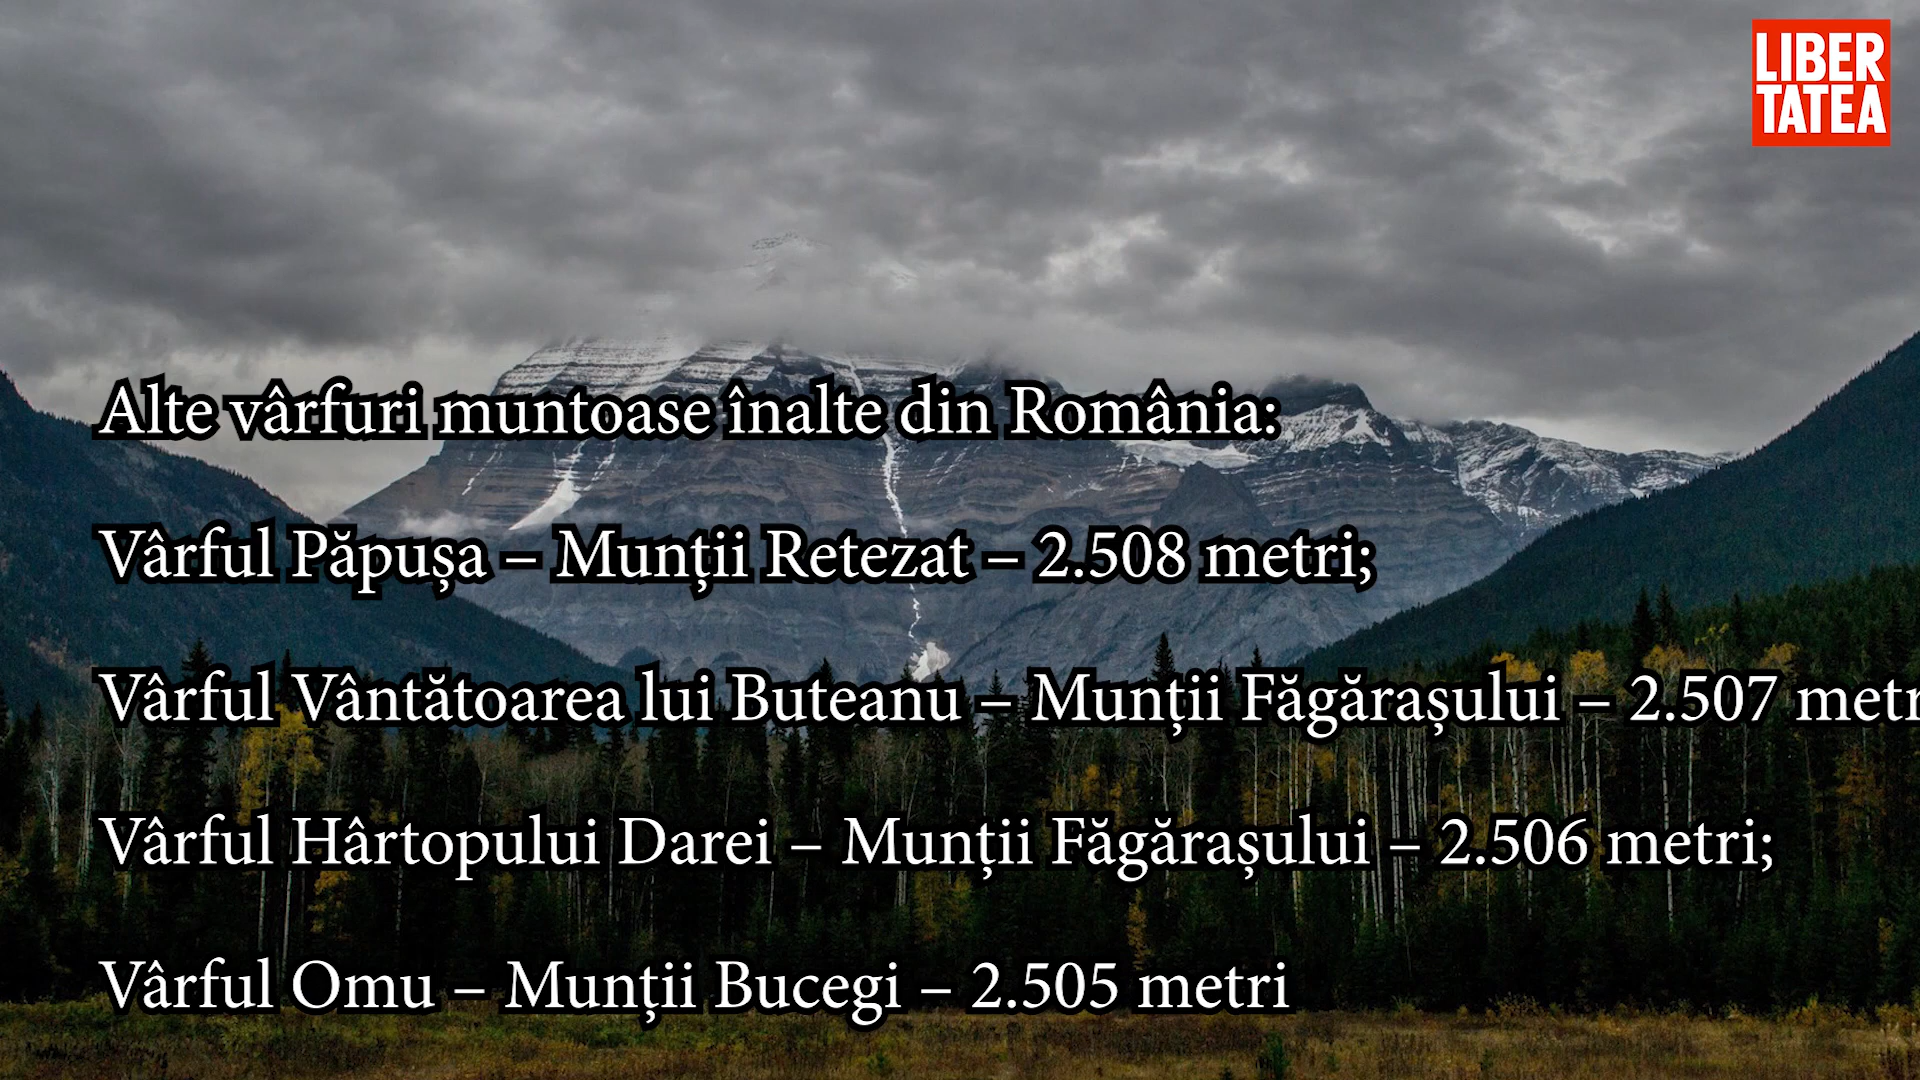 LIBER
TATEA
Alte vârfuri muntoase înalte din România:
Vârful Păpușa – Munții Retezat – 2.508 metri;
Vârful Vântătoarea lui Buteanu – Munții Făgărașului – 2.507 metr
Vârful Hârtopului Darei – Munții Făgărașului – 2.506 metri;
Vârful Omu – Munții Bucegi – 2.505 metri